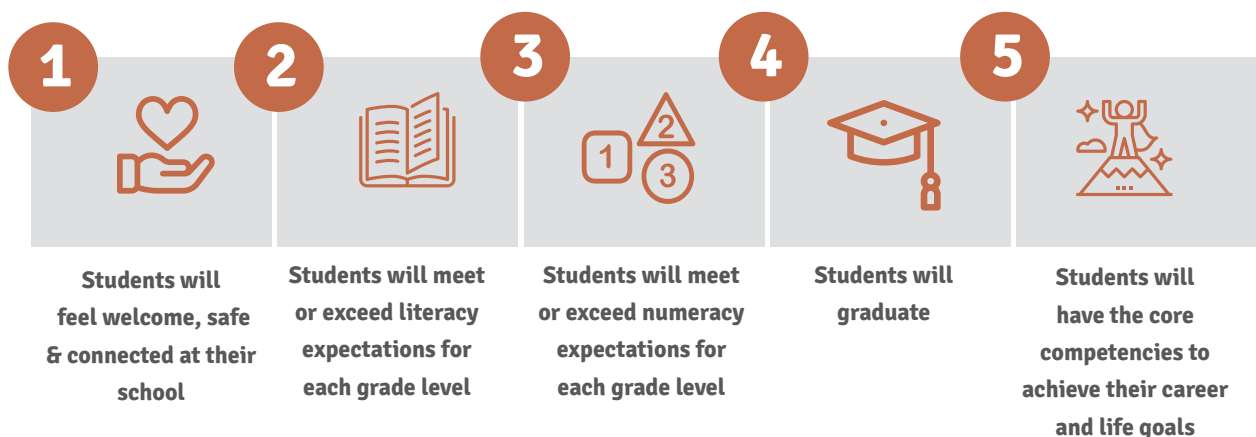 1
Students will
feel welcome, safe
& connected at their
school
2
Students will meet
or exceed literacy
expectations for
each grade level
3
1
2
3
Students will meet
or exceed numeracy
expectations for
each grade level
4
Students will
graduate
5
Students will
have the core
competencies to
achieve their career
and life goals